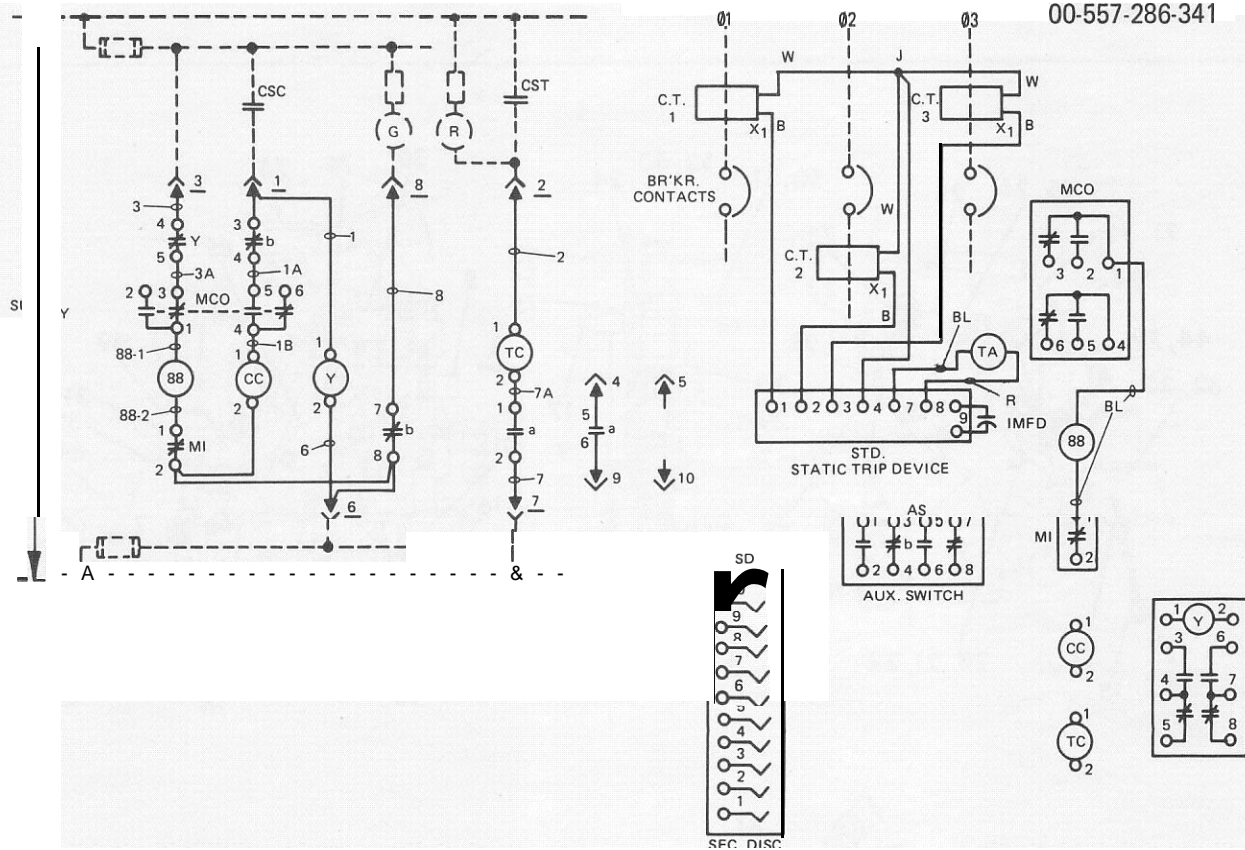 00-557-286-341
Ø1
Ø2
Ø3
W
J
W
CSC
CST
C.T.
1
X1
B
C.T.
3
X1
B
G
R
3
1
8
2
BR'KR.
CONTACTS
MCO
3
4
Y
5
3A
3
b
4
1A
1
8
2
W
C.T.
2
X1
B
3
2
1
2
3
MCO
5
6
1
4
88-1
1B
1
88
CC
1
Y
1
TC
BL
TA
6
5
4
88-2
2
2
2
7A
4
5
1
2
3
4
7
8
9
R
IMFD
BL
1
MI
2
6
7
b
8
1
a
2
5
a
6
9
10
STD.
STATIC TRIP DEVICE
88
7
6
7
AS
1
3
5
7
b
2
4
6
8
AUX. SWITCH
MI
2
A
&
SD
9
8
7
6
5
4
3
2
1
SEC. DISC
1
CC
2
1
TC
2
1
Y
2
3
6
4
7
5
8